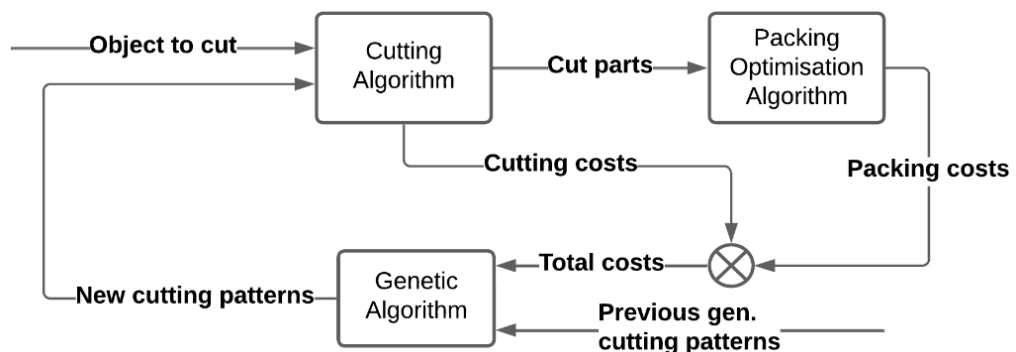 Object to cut
Cutting
Algorithm
Cut parts
Packing
Optimisation
Algorithm
Cutting costs
Packing costs
Total costs
Genetic
Algorithm
New cutting patterns
Previous gen.
cutting patterns